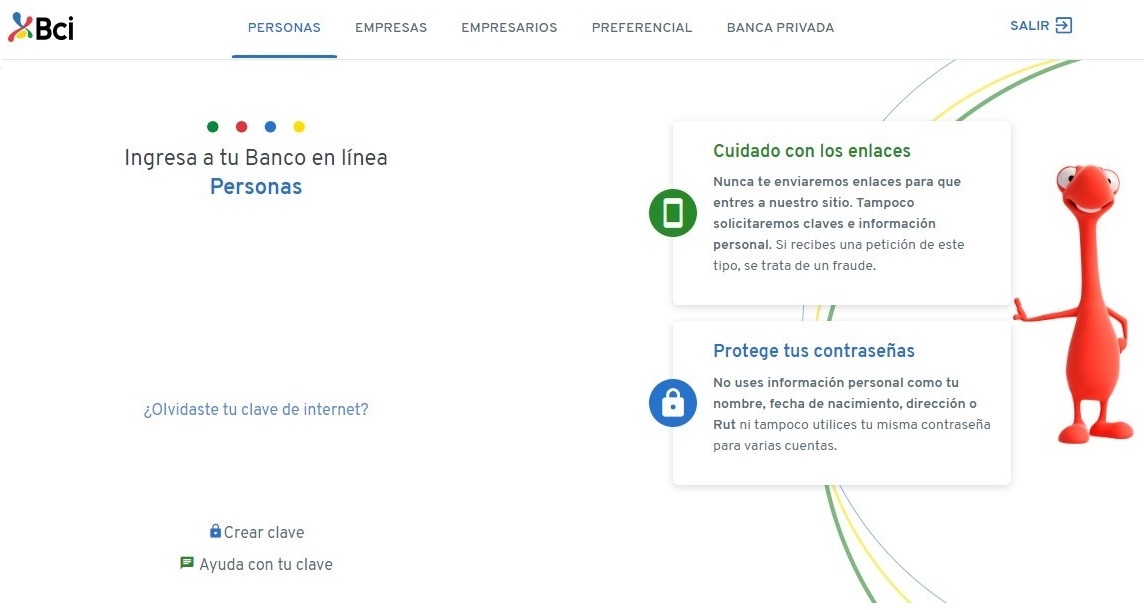 Bci
PERSONAS
EMPRESAS
EMPRESARIOS
PREFERENCIAL
BANCA PRIVADA
SALIR
Ingresa a tu Banco en línea
Personas
¿Olvidaste tu clave de internet?
Crear clave
Ayuda con tu clave
Cuidado con los enlaces
Nunca te enviaremos enlaces para que
entres a nuestro sitio. Tampoco
solicitaremos claves e información
personal. Si recibes una petición de este
tipo, se trata de un fraude.
Protege tus contraseñas
No uses información personal como tu
nombre, fecha de nacimiento, dirección o
Rut ni tampoco utilices tu misma contraseña
para varias cuentas.